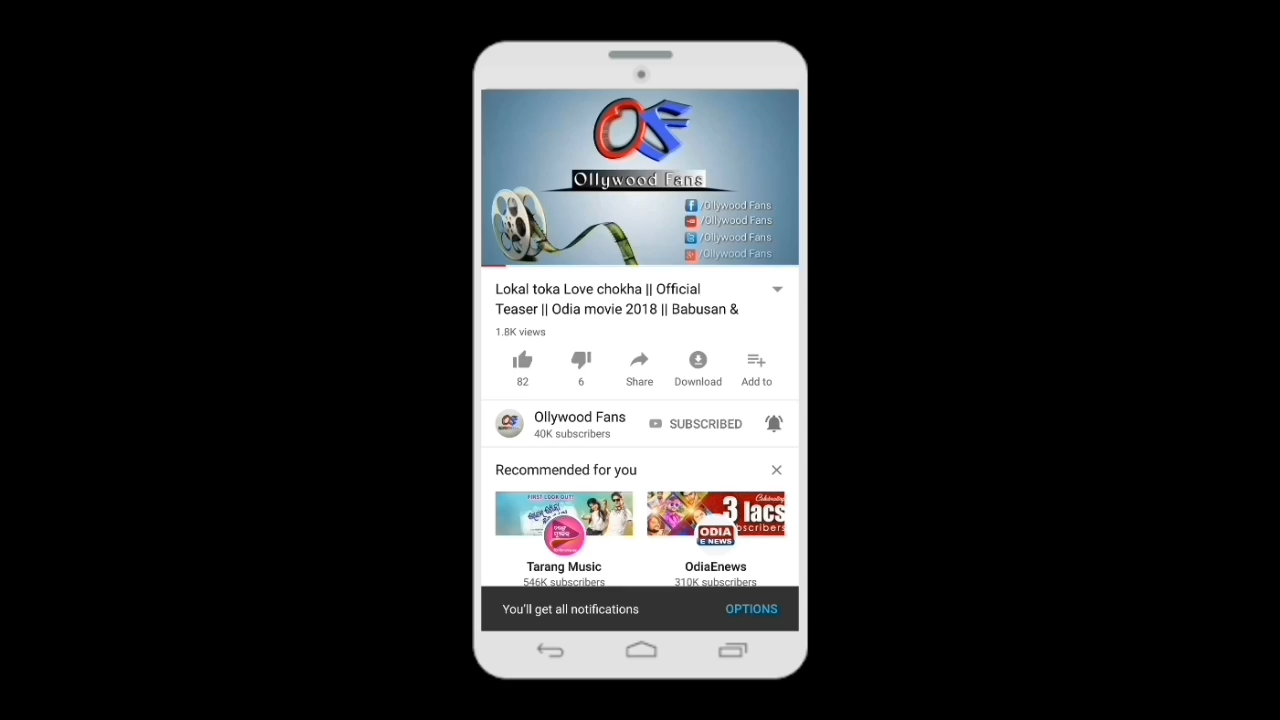 OF
Ollywood Fans
/Ollywood Fans
/Ollywood Fans
/Ollywood Fans
/Ollywood Fans
Lokal toka Love chokha || Official
Teaser || Odia movie 2018 || Babusan &
1.8K views
82
6
Share
Download
Add to
Ollywood Fans
40K subscribers
SUBSCRIBED
Recommended for you
FIRST LOOK OUT!
Celebrating
3 lacs
ODIA
E NEWS
Tarang Music
OdiaEnews
546K subscribers
310K subscribers
You'll get all notifications
OPTIONS